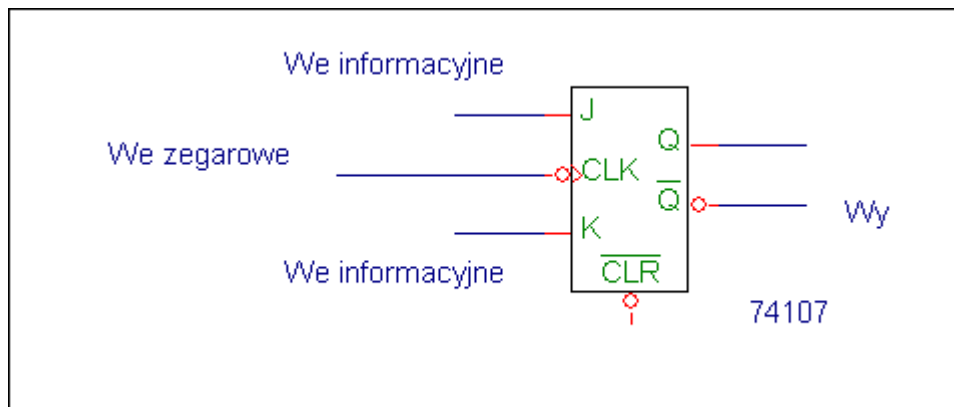 We informacyjne
J
Q
We zegarowe
CLK
Q
K
Wy
We informacyjne
CLR
74107